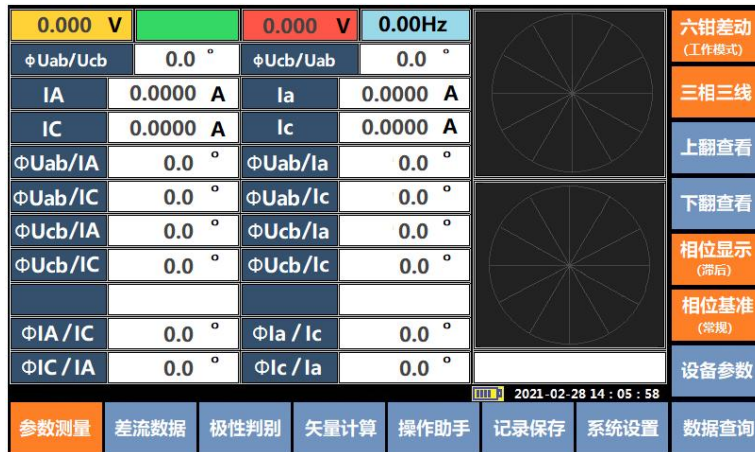 0.000 V 0.000 V 0.00Hz
ΦUab/Ucb 0.0 ° ΦUcb/Uab 0.0 °
IA 0.0000 A Ia 0.0000 A
IC 0.0000 A Ic 0.0000 A
ΦUab/IA 0.0 ° ΦUab/Ia 0.0 °
ΦUab/IC 0.0 ° ΦUab/Ic 0.0 °
ΦUcb/IA 0.0 ° ΦUcb/Ia 0.0 °
ΦUcb/IC 0.0 ° ΦUcb/Ic 0.0 °
ΦIA/IC 0.0 ° ΦIa / Ic 0.0 °
ΦIC/IA 0.0 ° ΦIc/Ia 0.0 °
六钳差动
(工作模式)
三相三线
上翻查看
下翻查看
相位显示
(滞后)
相位基准
(常规)
设备参数
2021-02-28 14:05:58
参数测量 差流数据 极性判别 矢量计算 操作助手 记录保存 系统设置 数据查询